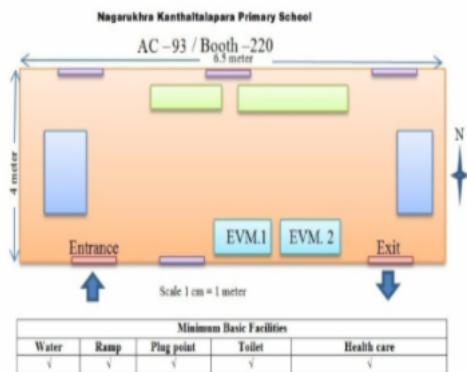 Nagarukhra Kanthaltalapara Primary School
AC –93 / Booth –220
6.5 meter
4 meter
N
EVM.1 EVM. 2
Entrance Exit
Scale 1 cm = 1 meter
Minimum Basic Facilities
Water Ramp Plug point Toilet Health care
√ √ √ √ √